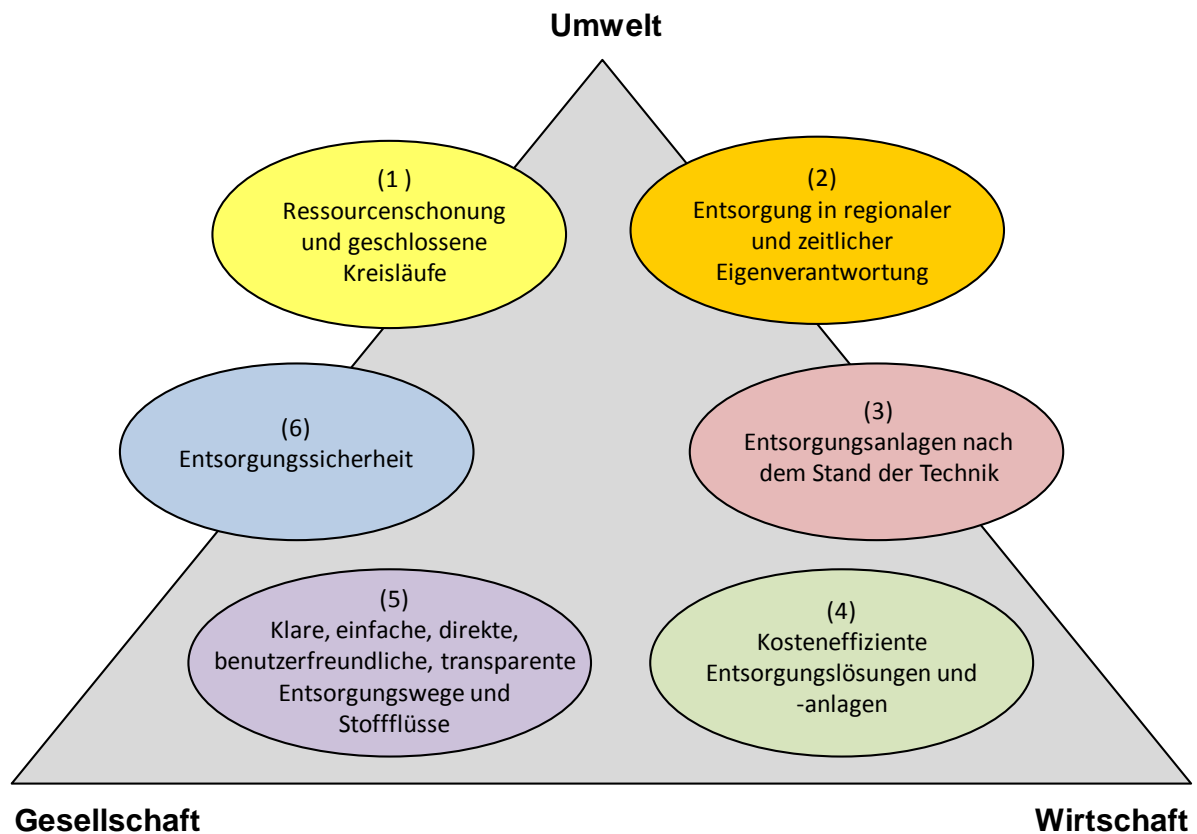 Umwelt
(1 )
Ressourcenschonung
und geschlossene
Kreisläufe
(2)
Entsorgung in regionaler
und zeitlicher
Eigenverantwortung
(6)
Entsorgungssicherheit
(3)
Entsorgungsanlagen nach
dem Stand der Technik
(5)
Klare, einfache, direkte,
benutzerfreundliche, transparente
Entsorgungswege und
Stoffflüsse
(4)
Kosteneffiziente
Entsorgungslösungen und
-anlagen
Gesellschaft
Wirtschaft